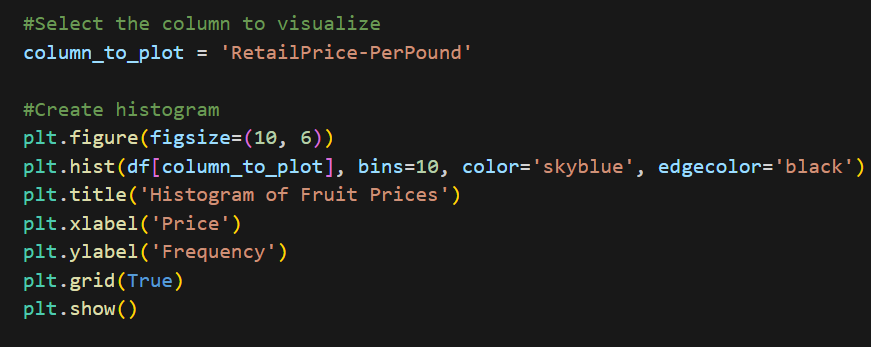 #Select the column to visualize
column_to_plot = 'RetailPrice-PerPound'
#Create histogram
plt.figure(figsize=(10, 6))
plt.hist(df[column_to_plot], bins=10, color='skyblue', edgecolor='black')
plt.title('Histogram of Fruit Prices')
plt.xlabel('Price')
plt.ylabel('Frequency')
plt.grid(True)
plt.show()